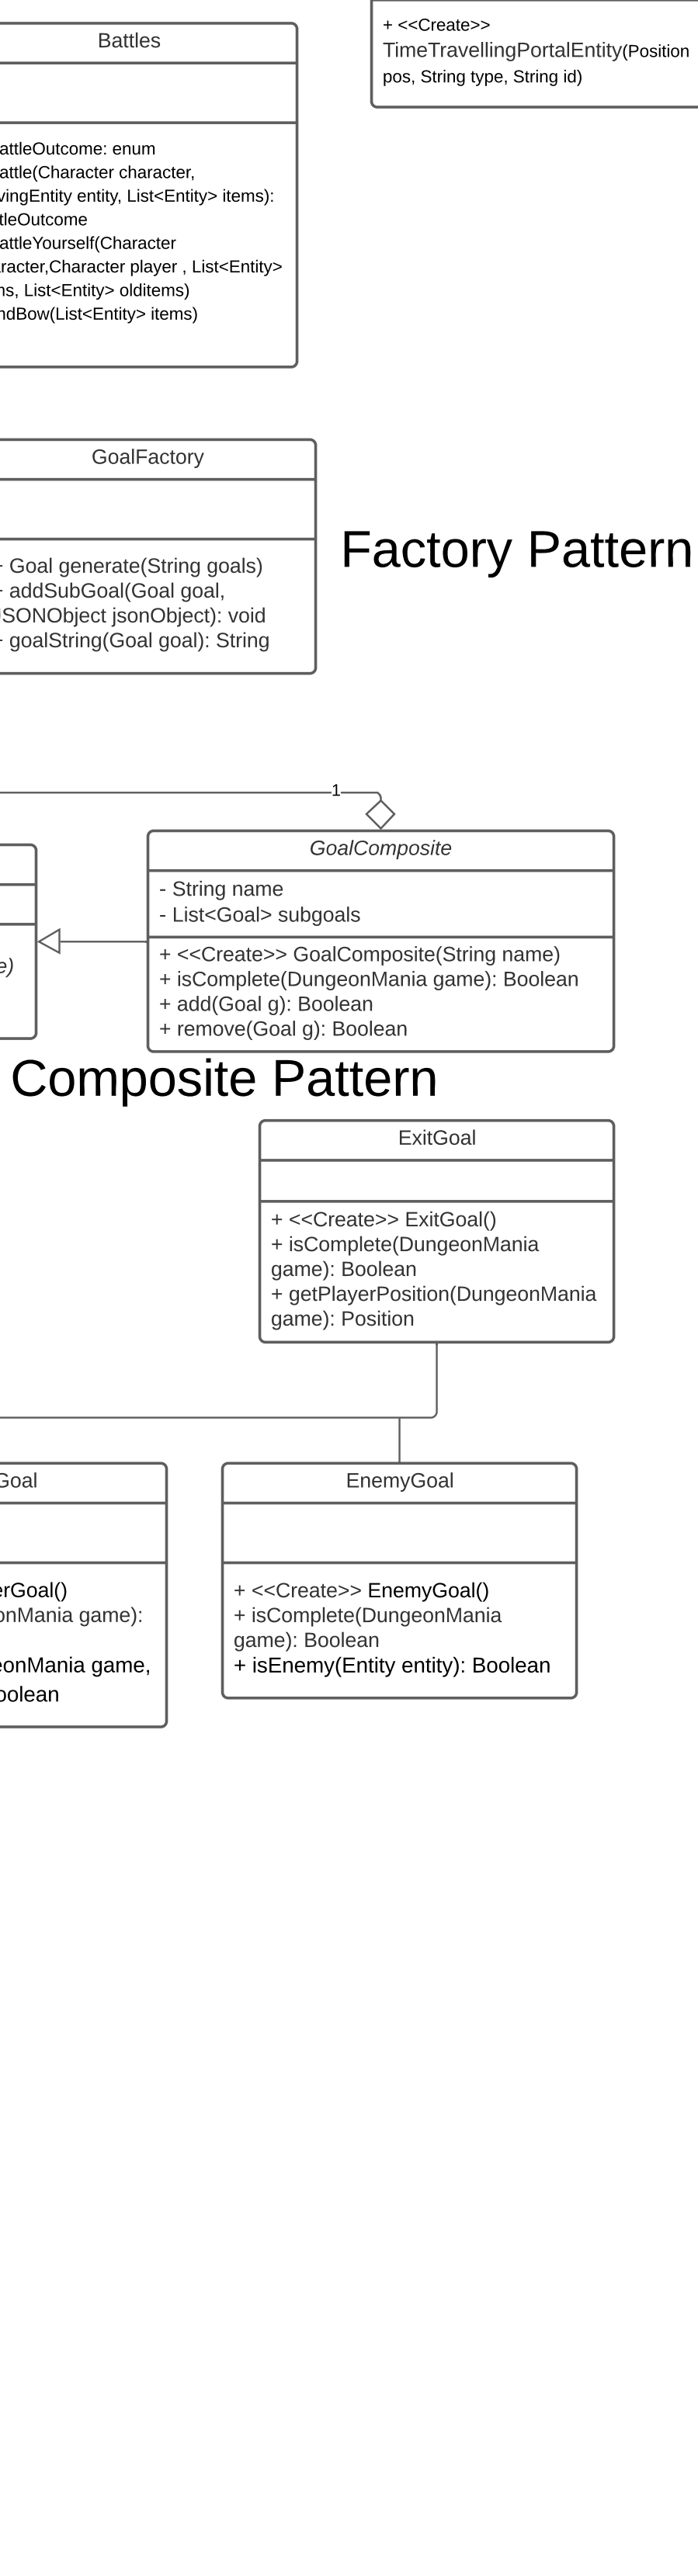 Battles
+ <<Create>>
TimeTravellingPortalEntity(Position
pos, String type, String id)
attleOutcome: enum
attle(Character character,
vingEntity entity, List<Entity> items):
tleOutcome
attleYourself(Character
racter,Character player , List<Entity>
ns, List<Entity> olditems)
ndBow(List<Entity> items)
GoalFactory
+ Goal generate(String goals)
+ addSubGoal(Goal goal,
JSONObject jsonObject): void
+ goalString(Goal goal): String
Factory Pattern
1
GoalComposite
- String name
- List<Goal> subgoals
+ <<Create>> GoalComposite(String name)
+ isComplete(DungeonMania game): Boolean
+ add(Goal g): Boolean
+ remove(Goal g): Boolean
e)
Composite Pattern
ExitGoal
+ <<Create>> ExitGoal()
+ isComplete(DungeonMania
game): Boolean
+ getPlayerPosition(DungeonMania
game): Position
Goal
erGoal()
onMania game):
eonMania game,
oolean
EnemyGoal
+ <<Create>> EnemyGoal()
+ isComplete(DungeonMania
game): Boolean
+ isEnemy(Entity entity): Boolean